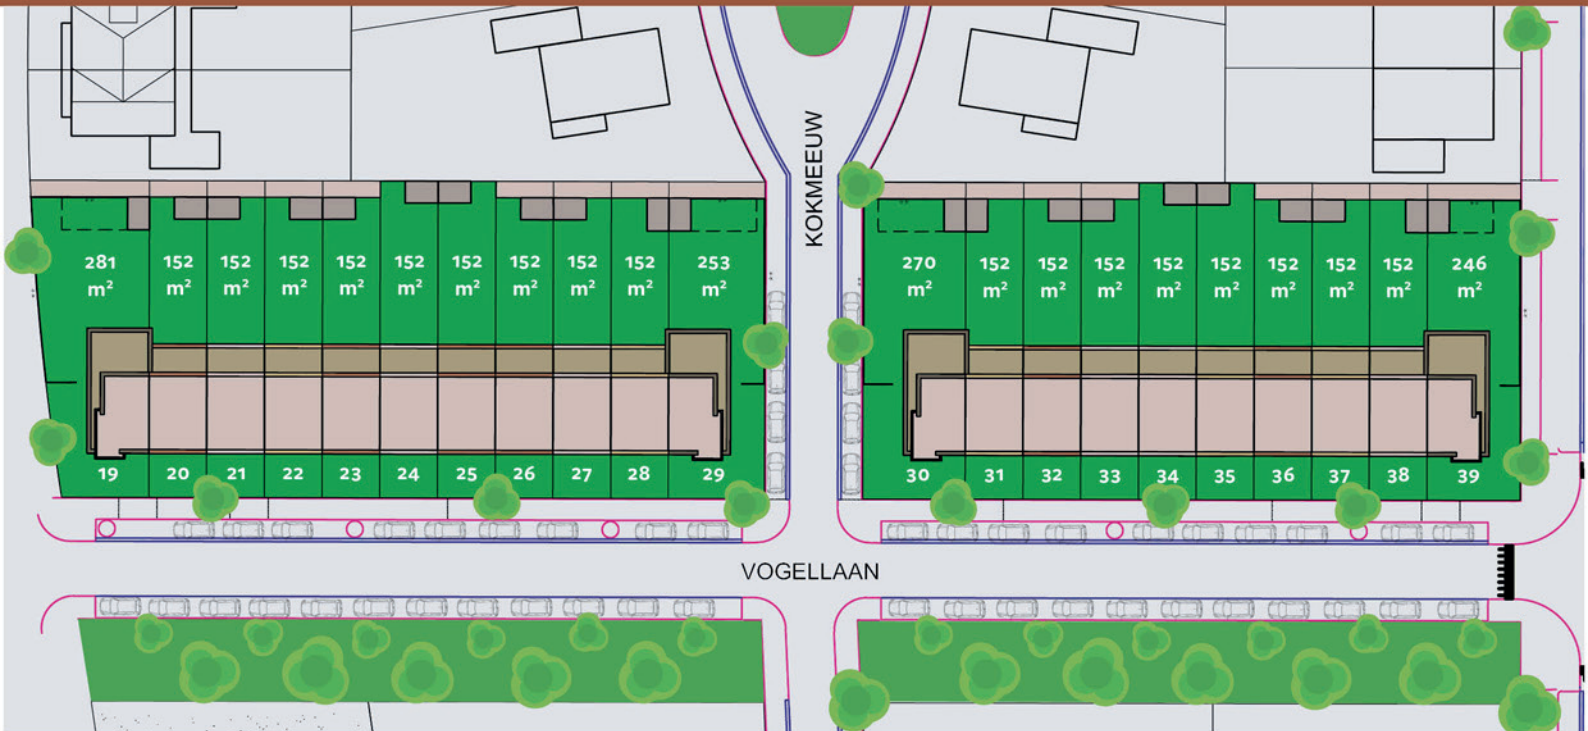 KOKMEEUW
281 152 152 152 152 152 152 152 152 152 253
m² m² m² m² m² m² m² m² m² m² m²
270 152 152 152 152 152 152 152 152 246
m² m² m² m² m² m² m² m² m² m²
19 20 21 22 23 24 25 26 27 28 29
30 31 32 33 34 35 36 37 38 39
VOGELLAAN